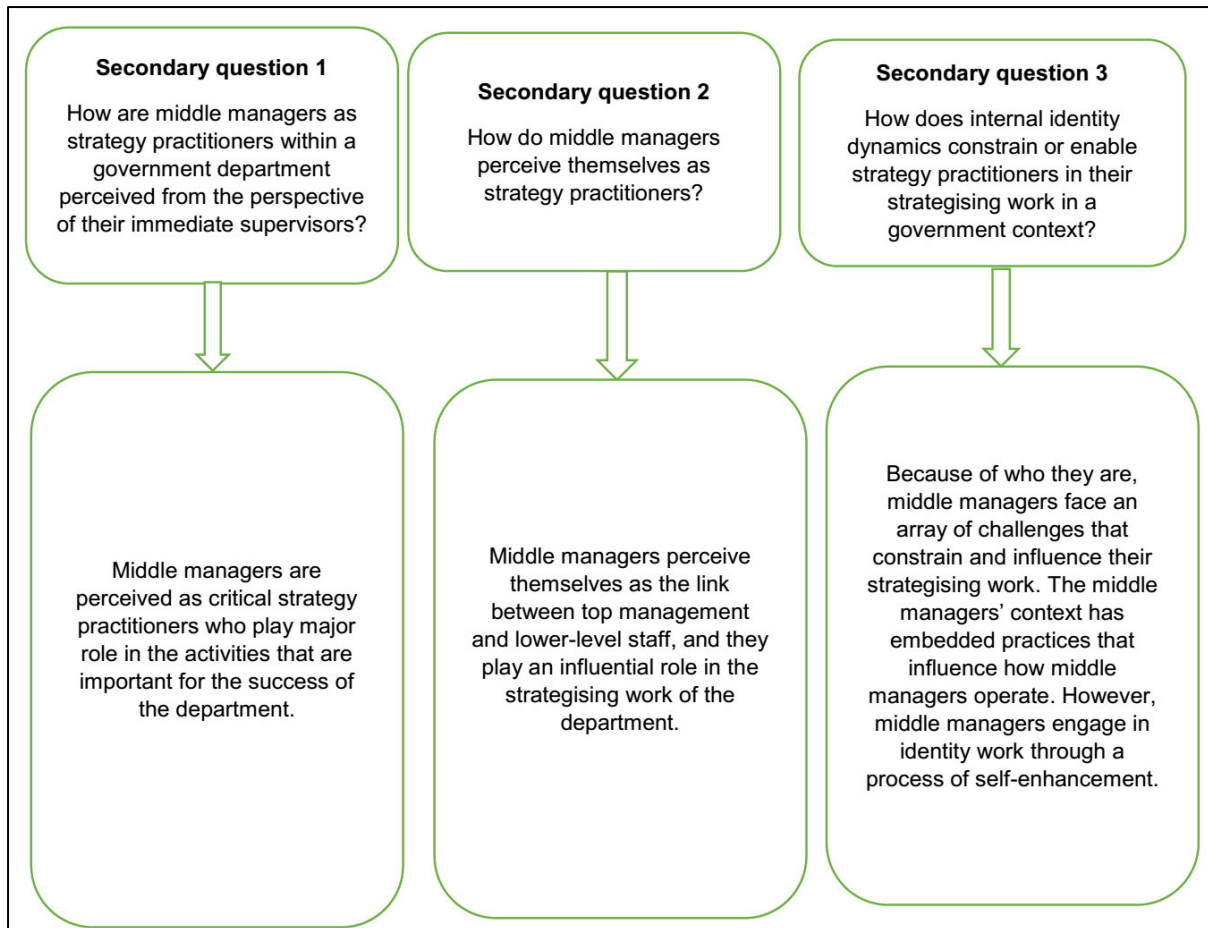 Secondary question 1
How are middle managers as
strategy practitioners within a
government department
perceived from the perspective
of their immediate supervisors?
Secondary question 2
How do middle managers
perceive themselves as
strategy practitioners?
Secondary question 3
How does internal identity
dynamics constrain or enable
strategy practitioners in their
strategising work in a
government context?
Middle managers are
perceived as critical strategy
practitioners who play major
role in the activities that are
important for the success of
the department.
Middle managers perceive
themselves as the link
between top management
and lower-level staff, and they
play an influential role in the
strategising work of the
department.
Because of who they are,
middle managers face an
array of challenges that
constrain and influence their
strategising work. The middle
managers’ context has
embedded practices that
influence how middle
managers operate. However,
middle managers engage in
identity work through a
process of self-enhancement.